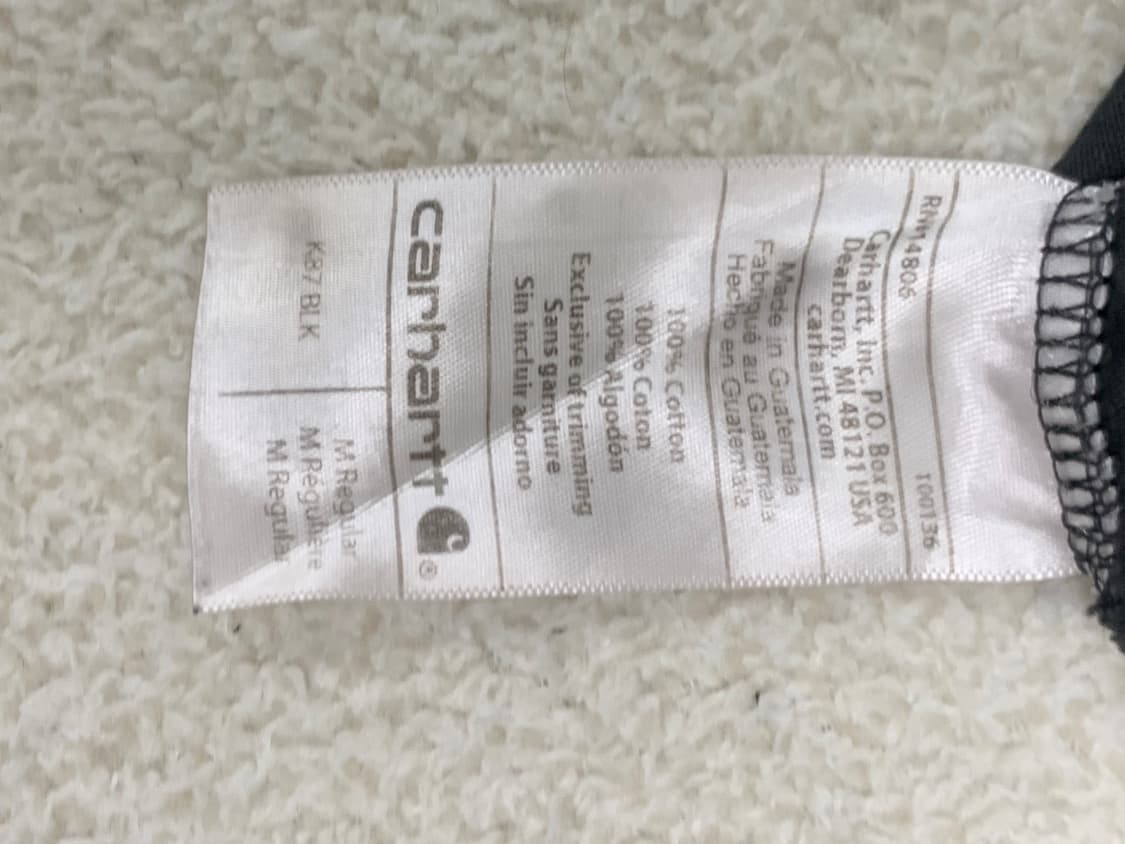 RN 14806 100136
Carhartt, Inc. P.O. Box 600
Dearborn, MI 48121 USA
carhartt.com
Made in Guatemala
Fabriqué au Guatemala
Hecho en Guatemala
100% Cotton
100% Coton
100% Algodón
Exclusive of trimming
Sans garniture
Sin incluir adorno
carhartt ®
K87 BLK
M Regular
M Régulière
M Regular